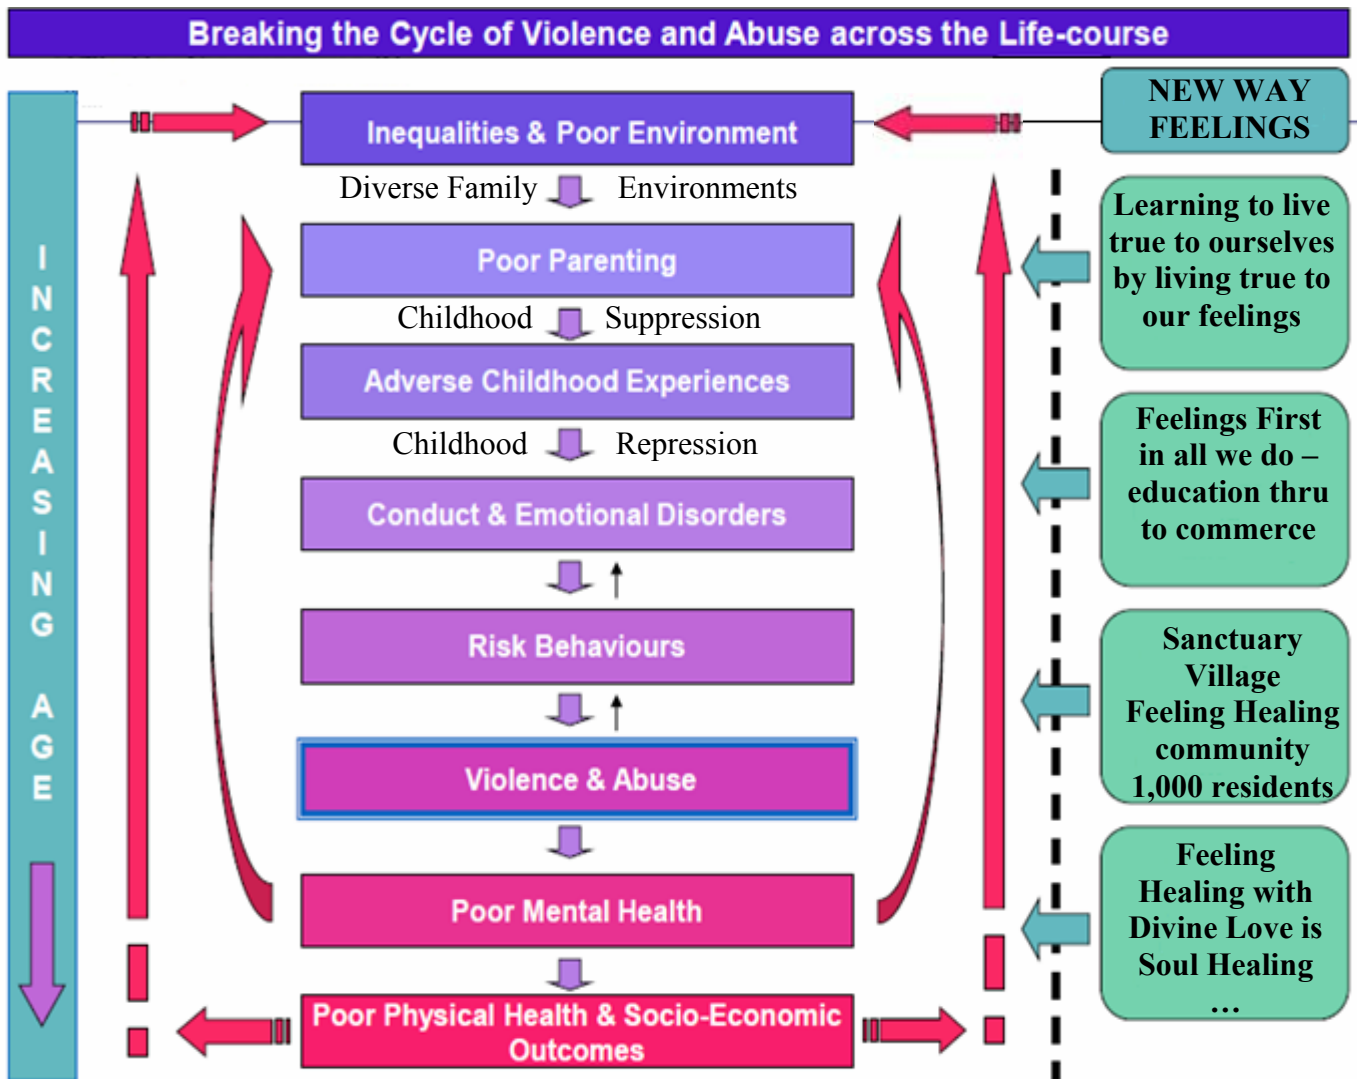 Breaking the Cycle of Violence and Abuse across the Life-course
INCREASING AGE
Inequalities & Poor Environment
Diverse Family Environments
Poor Parenting
Childhood Suppression
Adverse Childhood Experiences
Childhood Repression
Conduct & Emotional Disorders
Risk Behaviours
Violence & Abuse
Poor Mental Health
Poor Physical Health & Socio-Economic
Outcomes
NEW WAY
FEELINGS
Learning to live
true to ourselves
by living true to
our feelings
Feelings First
in all we do –
education thru
to commerce
Sanctuary
Village
Feeling Healing
community
1,000 residents
Feeling
Healing with
Divine Love is
Soul Healing
…